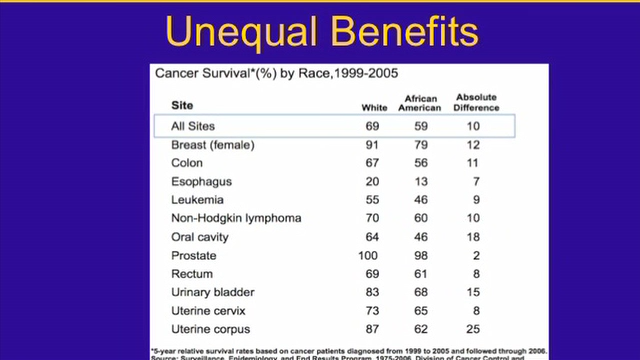 Unequal Benefits
Cancer Survival*(%) by Race,1999-2005
Site White African American Absolute Difference
All Sites 69 59 10
Breast (female) 91 79 12
Colon 67 56 11
Esophagus 20 13 7
Leukemia 55 46 9
Non-Hodgkin lymphoma 70 60 10
Oral cavity 64 46 18
Prostate 100 98 2
Rectum 69 61 8
Urinary bladder 83 68 15
Uterine cervix 73 65 8
Uterine corpus 87 62 25
*5-year relative survival rates based on cancer patients diagnosed from 1999 to 2005 and followed through 2006.
Source: Surveillance, Epidemiology, and End Results Program, 1975-2006, Division of Cancer Control and